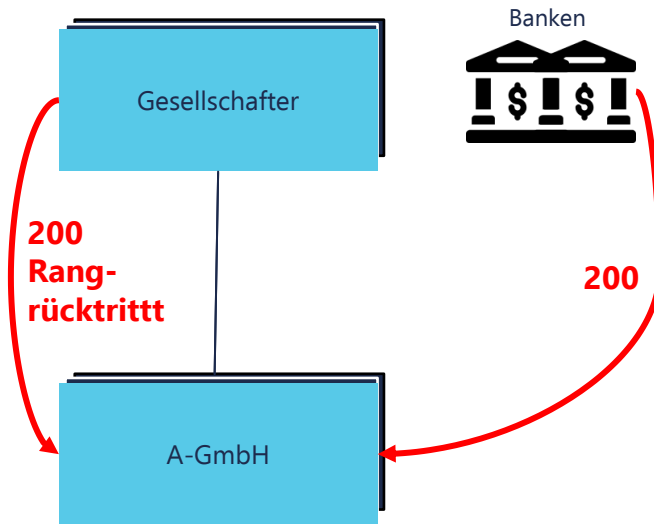 Banken
Gesellschafter
$ $
200
Rang-
rücktrittt
200
A-GmbH